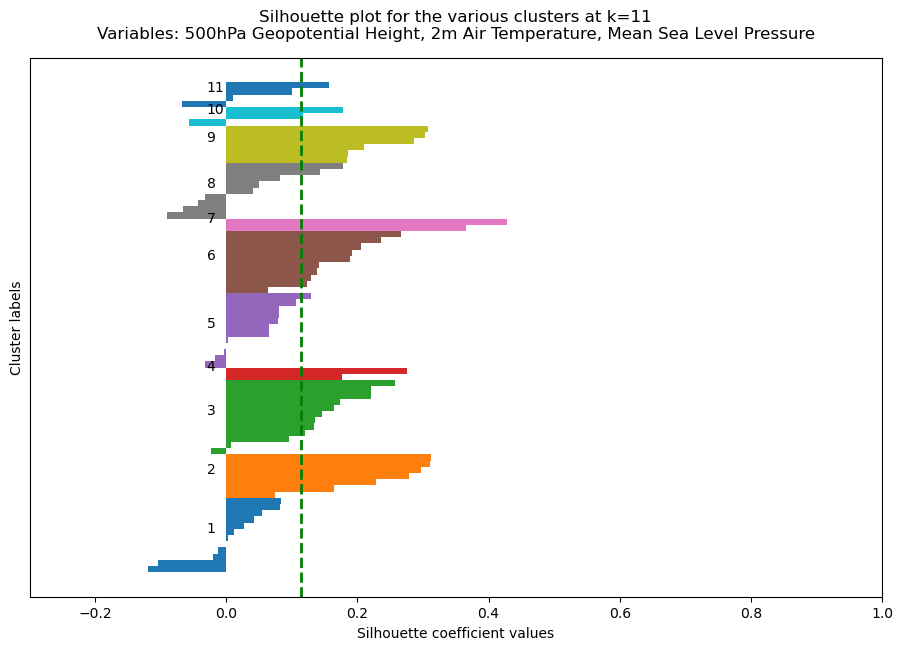 Silhouette plot for the various clusters at k=11
Variables: 500hPa Geopotential Height, 2m Air Temperature, Mean Sea Level Pressure
Cluster labels
11
10
9
8
7
6
5
4
3
2
1
−0.2 0.0 0.2 0.4 0.6 0.8 1.0
Silhouette coefficient values